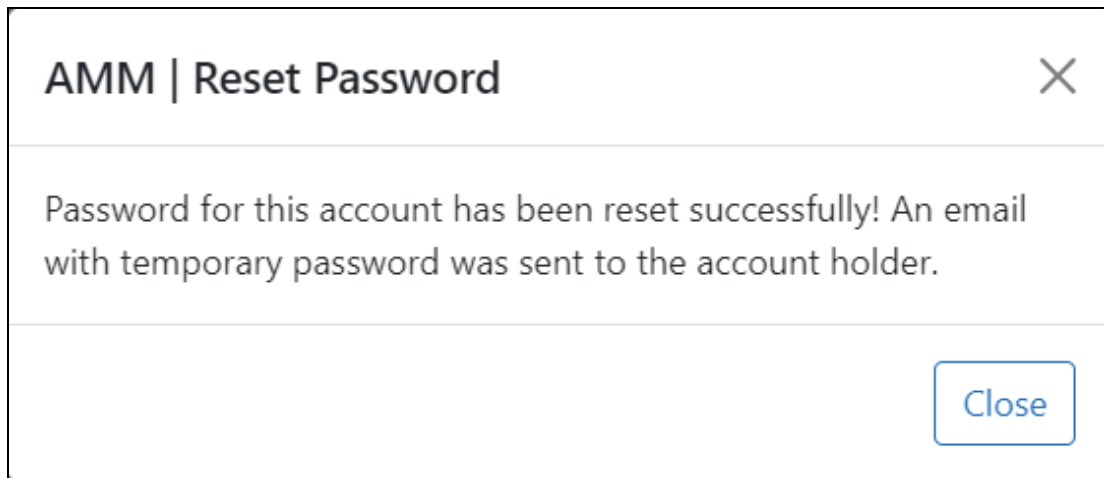 AMM | Reset Password
Password for this account has been reset successfully! An email
with temporary password was sent to the account holder.
Close